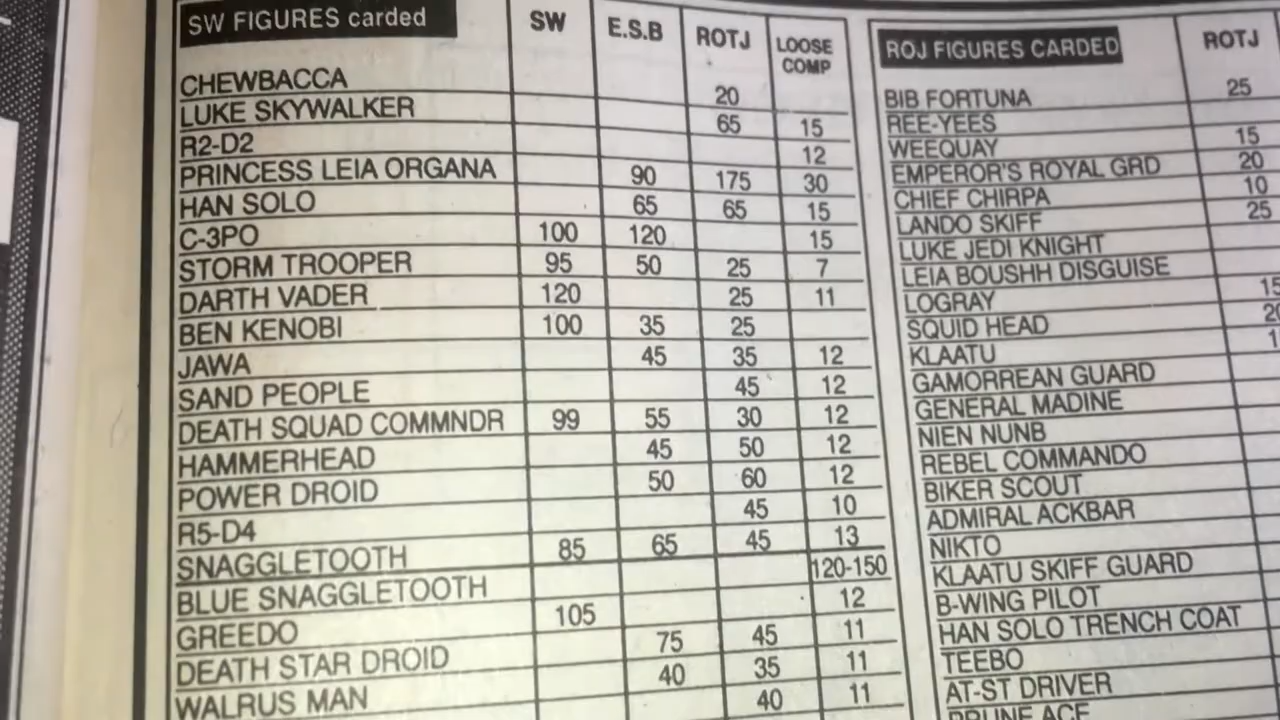 SW FIGURES carded SW E.S.B ROTJ LOOSE COMP
CHEWBACCA 20
LUKE SKYWALKER 65 15
R2-D2 12
PRINCESS LEIA ORGANA 90 175 30
HAN SOLO 65 65 15
C-3PO 100 120 15
STORM TROOPER 95 50 25 7
DARTH VADER 120 25 11
BEN KENOBI 100 35 25
JAWA 45 35 12
SAND PEOPLE 45 12
DEATH SQUAD COMMNDR 99 55 30 12
HAMMERHEAD 45 50 12
POWER DROID 50 60 12
R5-D4 45 10
SNAGGLETOOTH 85 65 45 13
BLUE SNAGGLETOOTH 120-150
GREEDO 105 12
DEATH STAR DROID 75 45 11
WALRUS MAN 40 35 11
40 11
ROJ FIGURES CARDED ROTJ
BIB FORTUNA 25
REE-YEES
WEEQUAY 15
EMPEROR'S ROYAL GRD 20
CHIEF CHIRPA 10
LANDO SKIFF 25
LUKE JEDI KNIGHT
LEIA BOUSHH DISGUISE
LOGRAY 15
SQUID HEAD
KLAATU
GAMORREAN GUARD
GENERAL MADINE
NIEN NUNB
REBEL COMMANDO
BIKER SCOUT
ADMIRAL ACKBAR
NIKTO
KLAATU SKIFF GUARD
B-WING PILOT
HAN SOLO TRENCH COAT
TEEBO
AT-ST DRIVER
PRUNE ACE